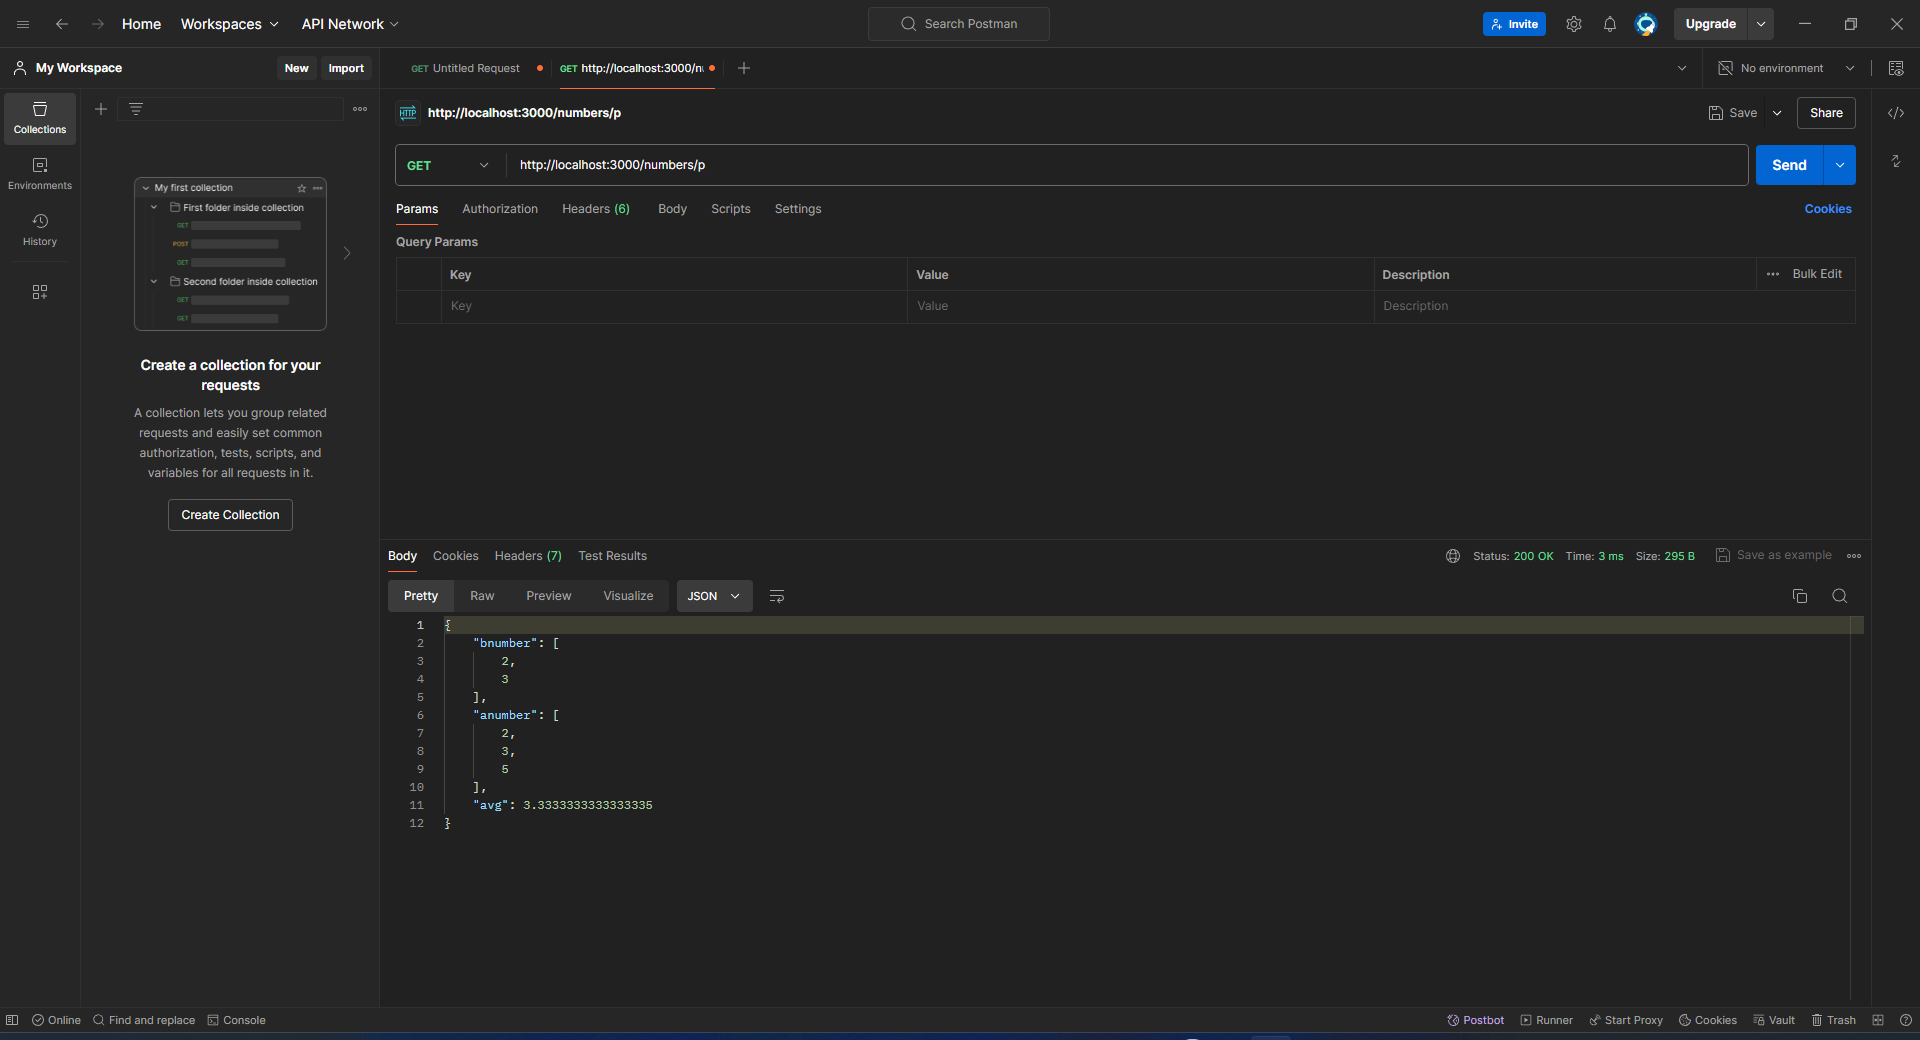 Home Workspaces API Network Search Postman Invite Upgrade
My Workspace New Import GET Untitled Request GET http://localhost:3000/n No environment
Collections
Environments
History
My first collection
First folder inside collection
GET
POST
GET
Second folder inside collection
GET
GET
Create a collection for your
requests
A collection lets you group related
requests and easily set common
authorization, tests, scripts, and
variables for all requests in it.
Create Collection
HTTP http://localhost:3000/numbers/p Save Share
GET http://localhost:3000/numbers/p Send
Params Authorization Headers (6) Body Scripts Settings Cookies
Query Params
Key Value Description Bulk Edit
Key Value Description
Body Cookies Headers (7) Test Results Status: 200 OK Time: 3 ms Size: 295 B Save as example
Pretty Raw Preview Visualize JSON
1 {
2 "bnumber": [
3 2,
4 3
5 ],
6 "anumber": [
7 2,
8 3,
9 5
10 ],
11 "avg": 3.3333333333333335
12 }
Online Find and replace Console Postbot Runner Start Proxy Cookies Vault Trash